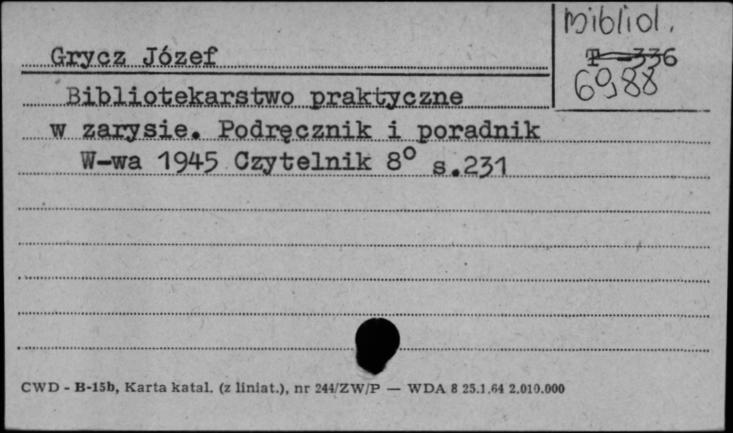 Bibliol.
T-336
6988
Grycz Józef
Bibliotekarstwo praktyczne
w zarysie. Podręcznik i poradnik
W-wa 1945 Czytelnik 8° s.231
CWD - B-15b, Karta katal. (z liniat.), nr 244/ZW/P — WDA 8 25.1.64 2.010.000